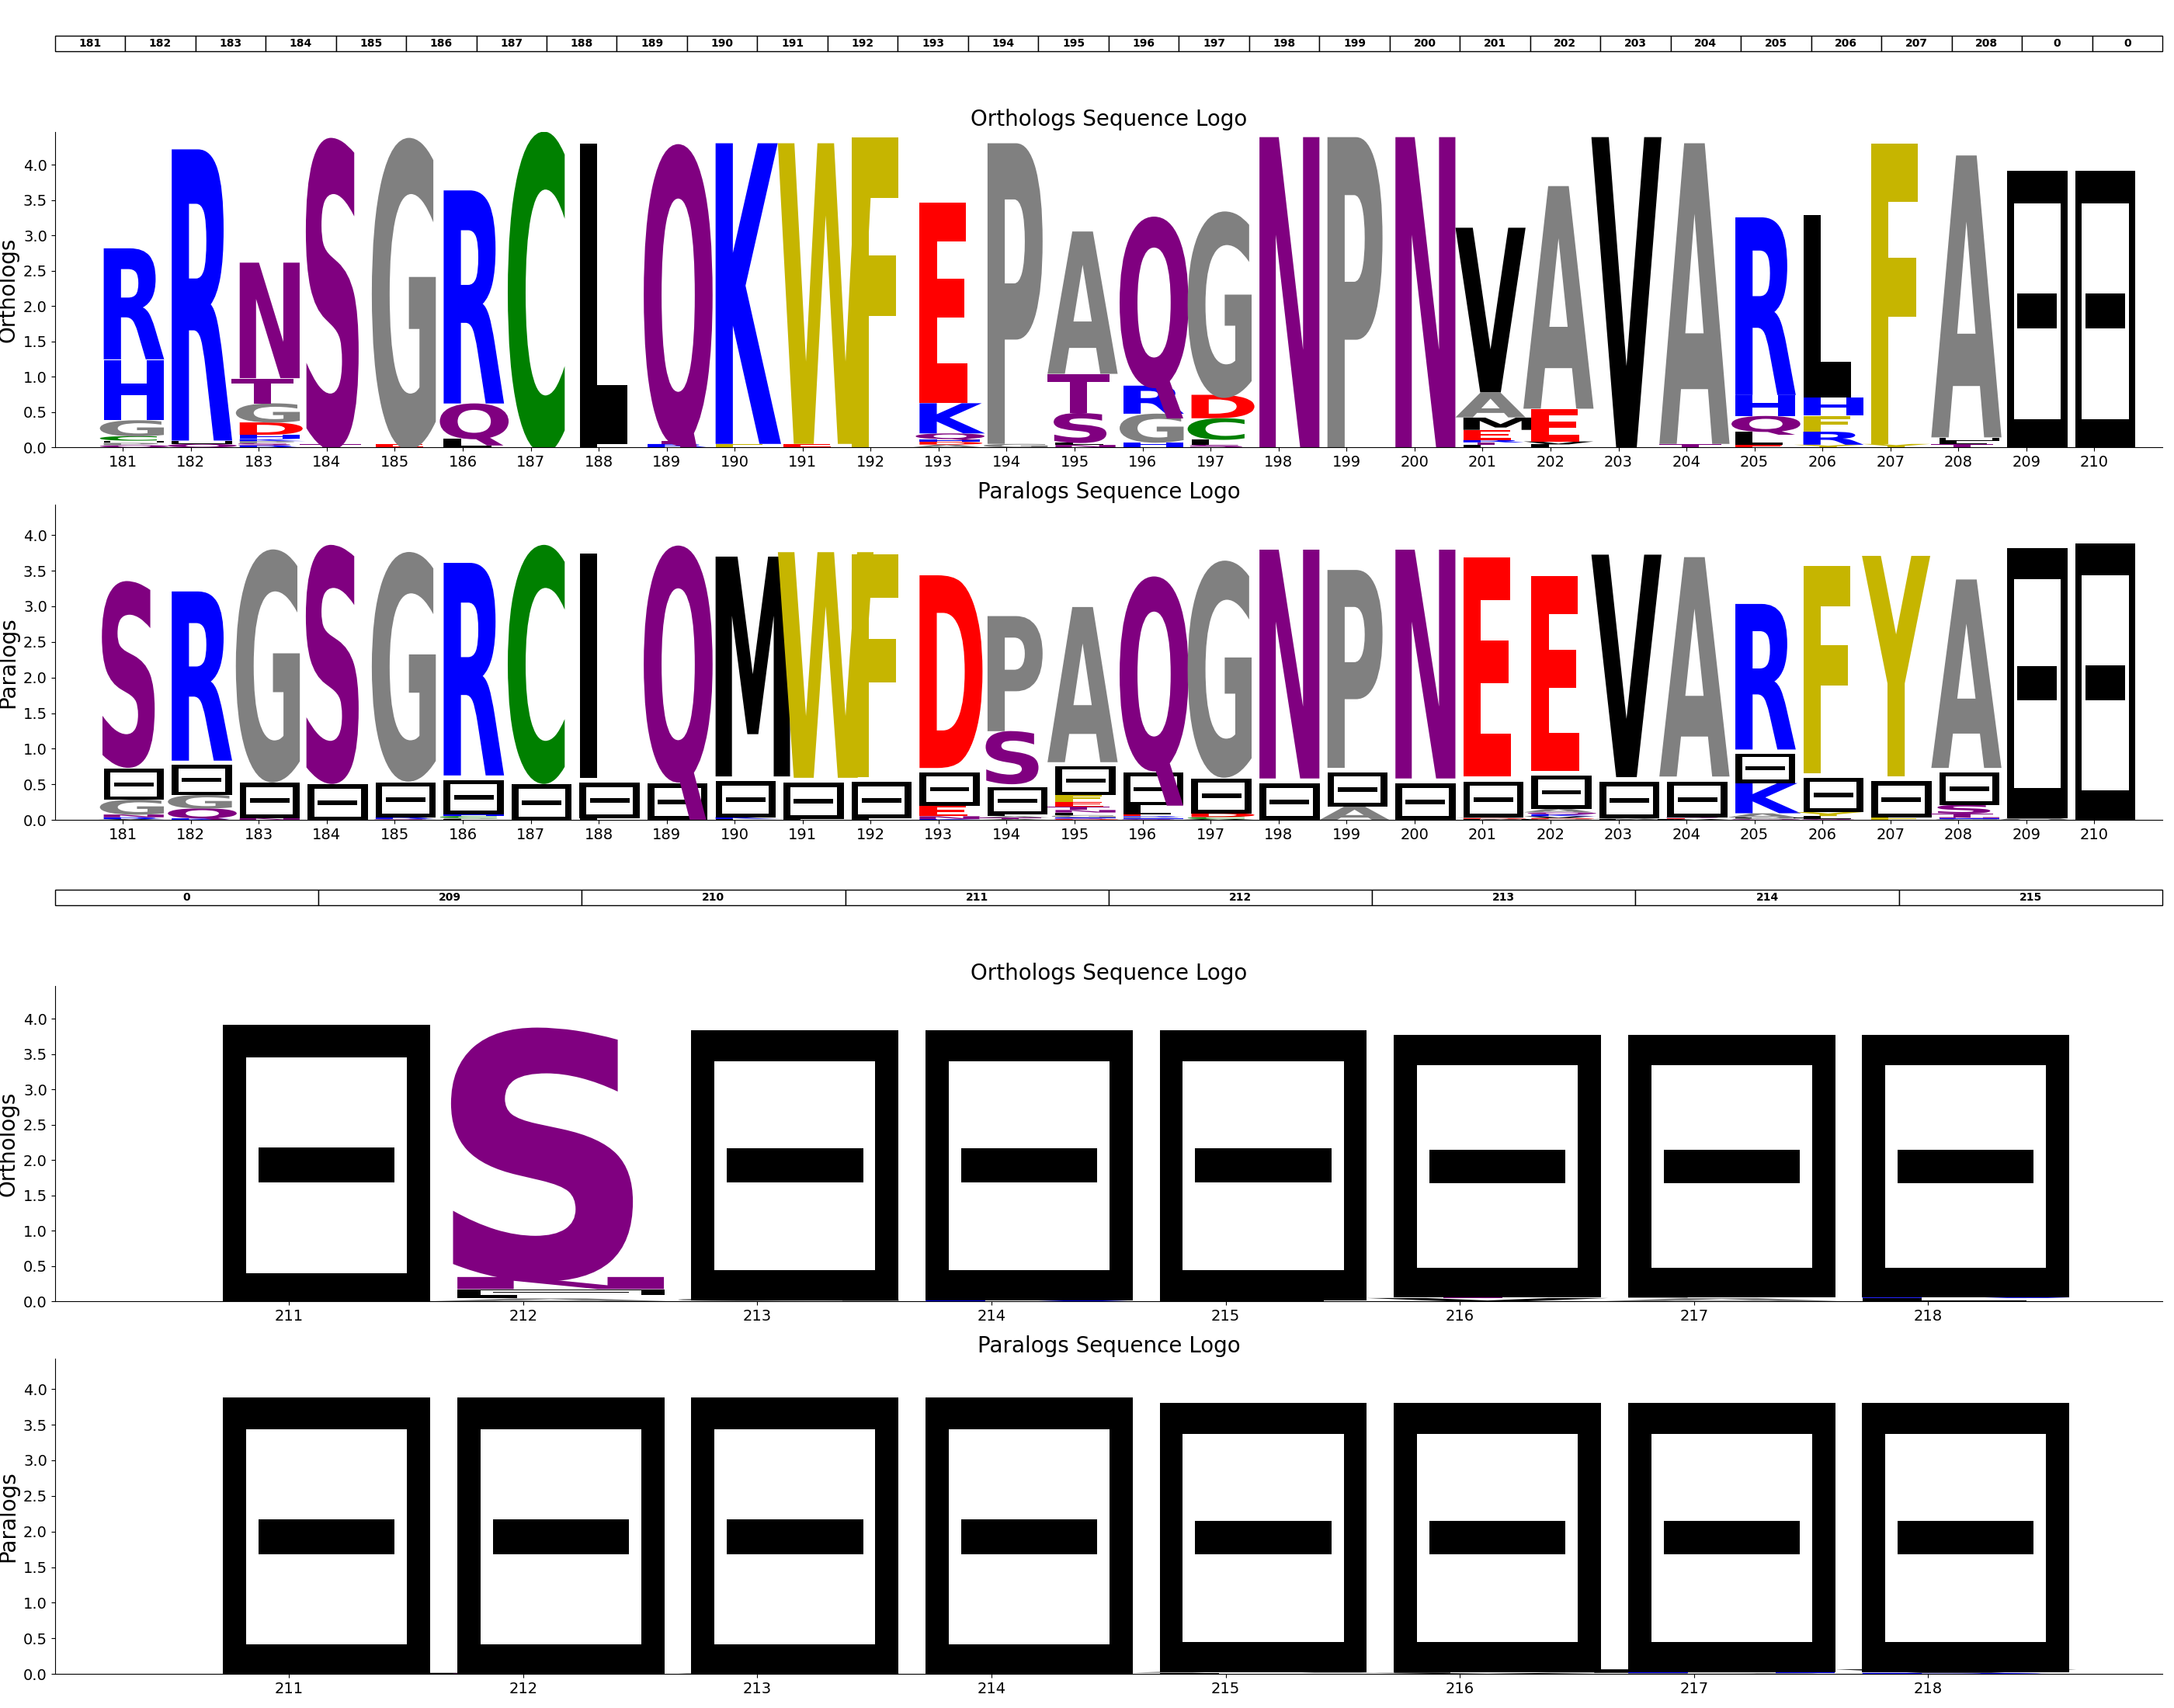 181 182 183 184 185 186 187 188 189 190 191 192 193 194 195 196 197 198 199 200 201 202 203 204 205 206 207 208 0 0
Orthologs Sequence Logo
Orthologs
4.0
3.5
3.0
2.5
2.0
1.5
1.0
0.5
0.0
R R N S G R C L Q K W F E P A Q G N P N V A V A R L F A - -
H T Q K T R D A E H H
G G S G C M Q F
D R
181 182 183 184 185 186 187 188 189 190 191 192 193 194 195 196 197 198 199 200 201 202 203 204 205 206 207 208 209 210
Paralogs Sequence Logo
Paralogs
4.0
3.5
3.0
2.5
2.0
1.5
1.0
0.5
0.0
S R G S G R C L Q M W F D P A Q G N P N E E V A R F Y A - -
- - - - - - - - - - - - - S - - - - - - - - - - - - - -
G G - A K
181 182 183 184 185 186 187 188 189 190 191 192 193 194 195 196 197 198 199 200 201 202 203 204 205 206 207 208 209 210
0 209 210 211 212 213 214 215
Orthologs Sequence Logo
Orthologs
4.0
3.5
3.0
2.5
2.0
1.5
1.0
0.5
0.0
- S - - - - - -
211 212 213 214 215 216 217 218
Paralogs Sequence Logo
Paralogs
4.0
3.5
3.0
2.5
2.0
1.5
1.0
0.5
0.0
- - - - - - - -
211 212 213 214 215 216 217 218